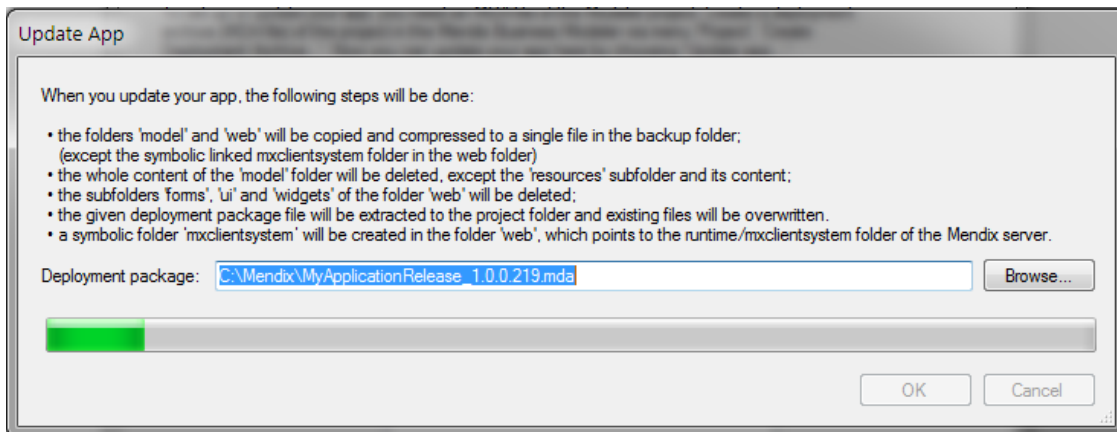 Update App
When you update your app, the following steps will be done:
• the folders 'model' and 'web' will be copied and compressed to a single file in the backup folder;
(except the symbolic linked mxclientsystem folder in the web folder)
• the whole content of the 'model' folder will be deleted, except the 'resources' subfolder and its content;
• the subfolders 'forms', 'ui' and 'widgets' of the folder 'web' will be deleted;
• the given deployment package file will be extracted to the project folder and existing files will be overwritten.
• a symbolic folder 'mxclientsystem' will be created in the folder 'web', which points to the runtime/mxclientsystem folder of the Mendix server.
Deployment package: C:\Mendix\MyApplicationRelease_1.0.0.219.mda Browse...
OK Cancel